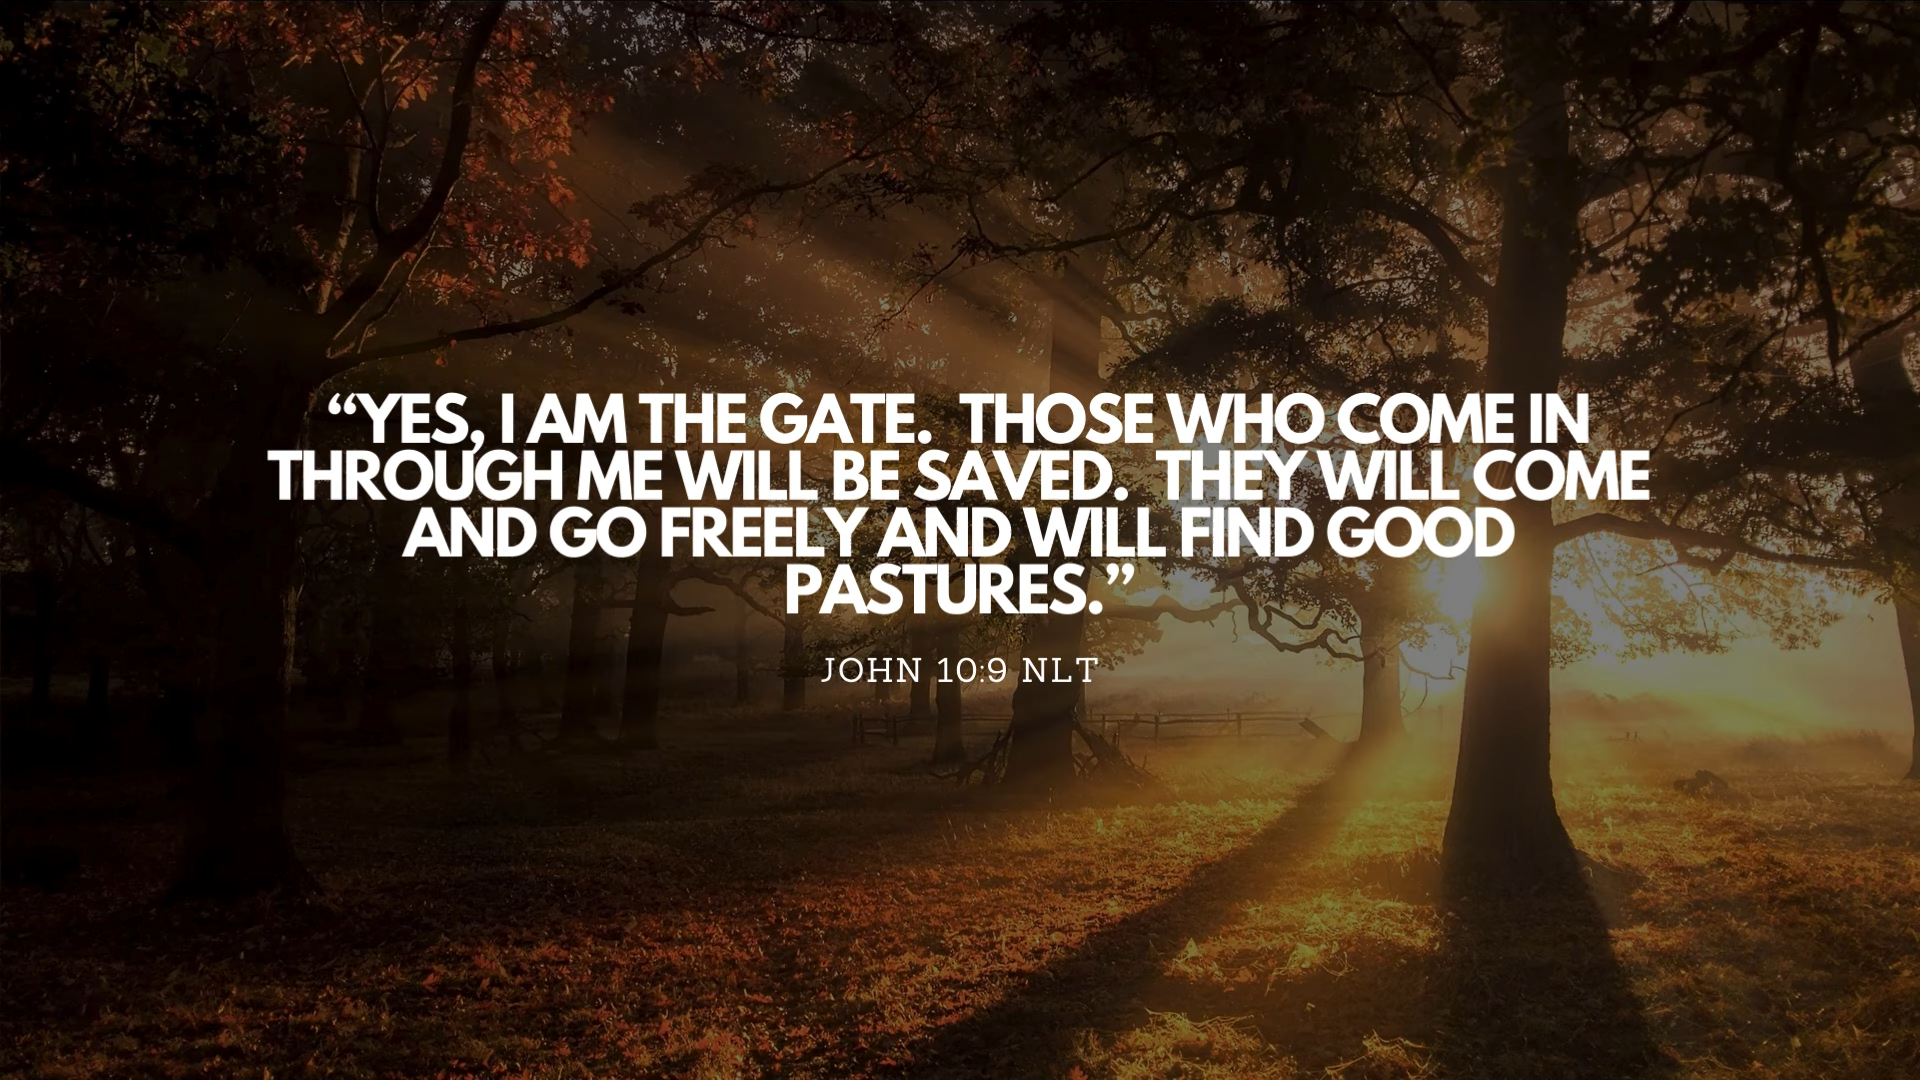 “YES, I AM THE GATE. THOSE WHO COME IN
THROUGH ME WILL BE SAVED. THEY WILL COME
AND GO FREELY AND WILL FIND GOOD
PASTURES.”
JOHN 10:9 NLT